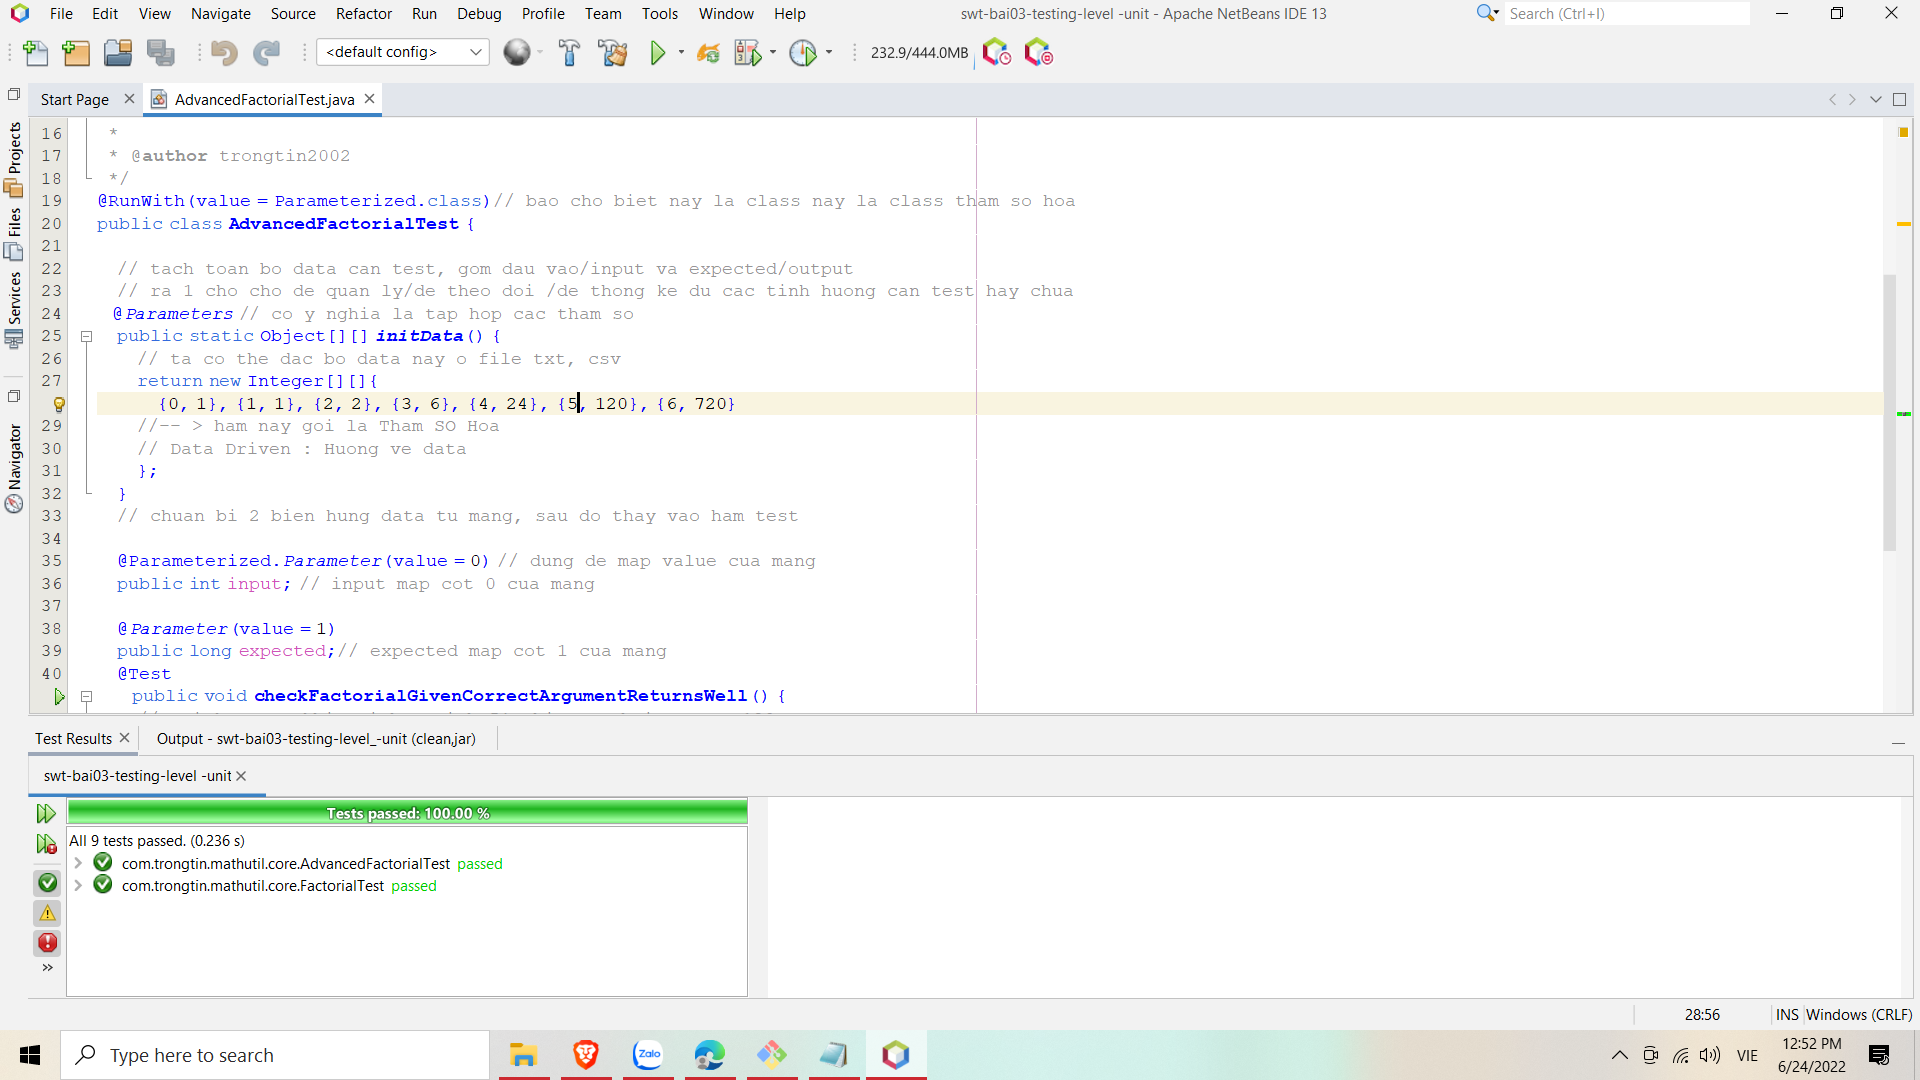 File Edit View Navigate Source Refactor Run Debug Profile Team Tools Window Help
swt-bai03-testing-level -unit - Apache NetBeans IDE 13
Search (Ctrl+I)
<default config>
232.9/444.0MB
Start Page
AdvancedFactorialTest.java
Projects
Files
Services
Navigator
16 *
17 * @author trongtin2002
18 */
19 @RunWith(value = Parameterized.class)// bao cho biet nay la class nay la class tham so hoa
20 public class AdvancedFactorialTest {
21
22 // tach toan bo data can test, gom dau vao/input va expected/output
23 // ra 1 cho cho de quan ly/de theo doi /de thong ke du cac tinh huong can test hay chua
24 @Parameters // co y nghia la tap hop cac tham so
25 public static Object[][] initData() {
26 // ta co the dac bo data nay o file txt, csv
27 return new Integer[][]{
{0, 1}, {1, 1}, {2, 2}, {3, 6}, {4, 24}, {5, 120}, {6, 720}
29 //-- > ham nay goi la Tham SO Hoa
30 // Data Driven : Huong ve data
31 };
32 }
33 // chuan bi 2 bien hung data tu mang, sau do thay vao ham test
34
35 @Parameterized.Parameter(value = 0) // dung de map value cua mang
36 public int input; // input map cot 0 cua mang
37
38 @Parameter(value = 1)
39 public long expected;// expected map cot 1 cua mang
40 @Test
public void checkFactorialGivenCorrectArgumentReturnsWell() {
Test Results
Output - swt-bai03-testing-level_-unit (clean,jar)
swt-bai03-testing-level -unit
Tests passed: 100.00 %
All 9 tests passed. (0.236 s)
com.trongtin.mathutil.core.AdvancedFactorialTest passed
com.trongtin.mathutil.core.FactorialTest passed
28:56
INS
Windows (CRLF)
Type here to search
Zalo
VIE
12:52 PM
6/24/2022